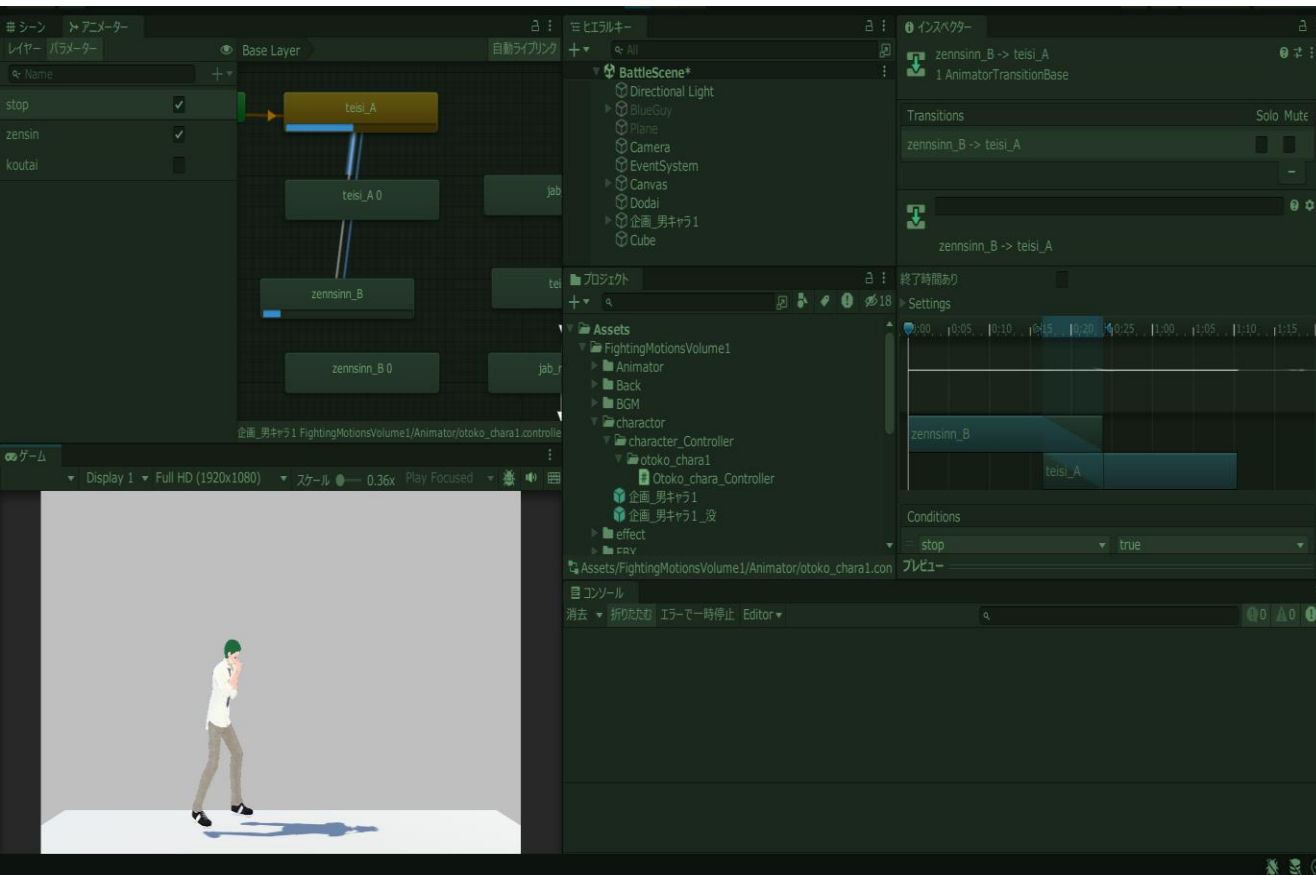 シーン アニメーター
レイヤー パラメーター Base Layer 自動ライブリンク
Name
stop
zensin
koutai
teisi_A
teisi_A 0
jab
zennsinn_B
tei
zennsinn_B 0
jab_r
企画_男キャラ1 FightingMotionsVolume1/Animator/otoko_chara1.controlle
ゲーム
Display 1 Full HD (1920x1080) スケール 0.36x Play Focused
ヒエラルキー
All
BattleScene*
Directional Light
BlueGuy
Plane
Camera
EventSystem
Canvas
Dodai
企画_男キャラ1
Cube
プロジェクト
18
Assets
FightingMotionsVolume1
Animator
Back
BGM
charactor
character_Controller
otoko_chara1
Otoko_chara_Controller
企画_男キャラ1
企画_男キャラ1_没
effect
FBX
Assets/FightingMotionsVolume1/Animator/otoko_chara1.con
インスペクター
zennsinn_B -> teisi_A
1 AnimatorTransitionBase
Transitions Solo Mute
zennsinn_B -> teisi_A
zennsinn_B -> teisi_A
終了時間あり
Settings
0:00 0:05 0:10 0:15 0:20 0:25 1:00 1:05 1:10 1:15
zennsinn_B
teisi_A
Conditions
stop true
プレビュー
コンソール
消去 折りたたむ エラーで一時停止 Editor
0 0